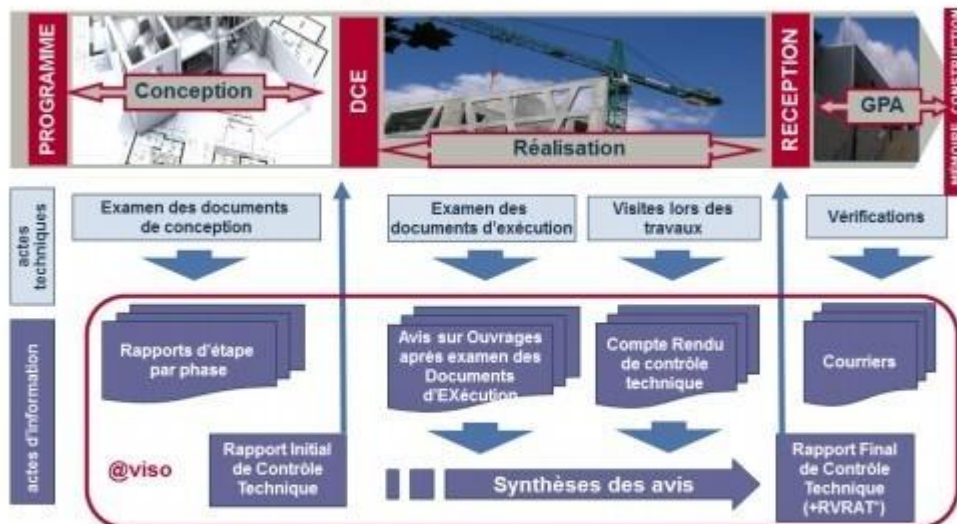 PROGRAMME
Conception
DCE
Réalisation
RECEPTION
GPA
MÉMOIRE CONSTRUCTION
actes
techniques
Examen des documents
de conception
Examen des
documents d'exécution
Visites lors des
travaux
Vérifications
actes d'information
Rapports d'étape
par phase
Avis sur Ouvrages
après examen des
Documents
d'EXécution
Compte Rendu
de contrôle
technique
Courriers
@viso
Rapport Initial
de Contrôle
Technique
Synthèses des avis
Rapport Final
de Contrôle
Technique
(+RVRAT*)